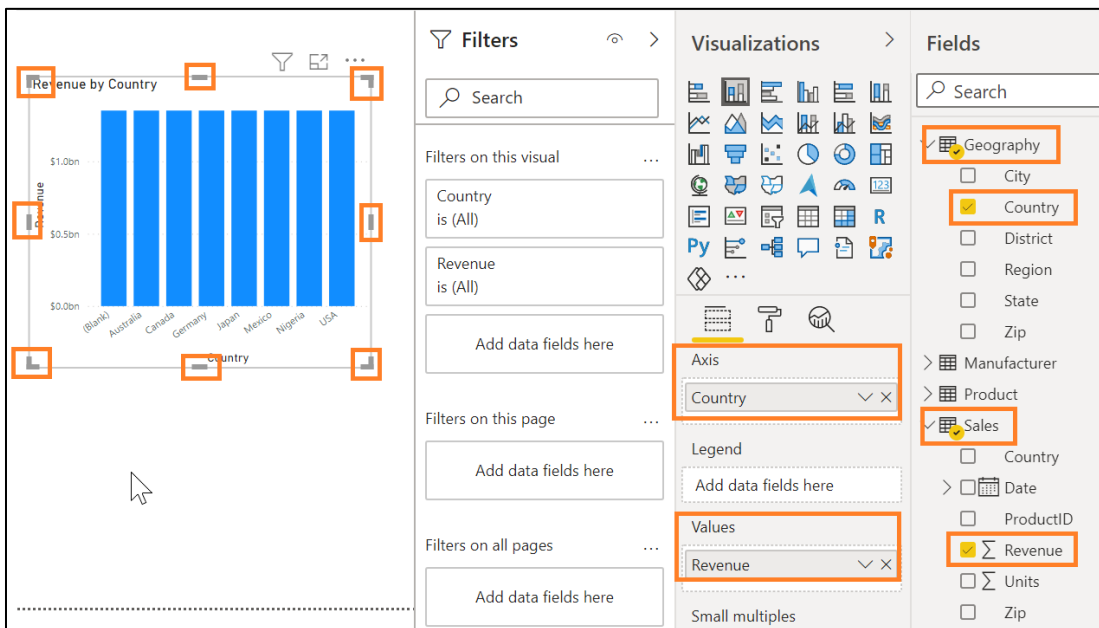 Revenue by Country
Revenue
$1.0bn
$0.5bn
$0.0bn
(Blank)
Australia
Canada
Germany
Japan
Mexico
Nigeria
USA
Country
Filters
Search
Filters on this visual
Country
is (All)
Revenue
is (All)
Add data fields here
Filters on this page
Add data fields here
Filters on all pages
Add data fields here
Visualizations
123
R
Py
Axis
Country
Legend
Add data fields here
Values
Revenue
Small multiples
Fields
Search
Geography
City
Country
District
Region
State
Zip
Manufacturer
Product
Sales
Country
Date
ProductID
Σ Revenue
Σ Units
Zip